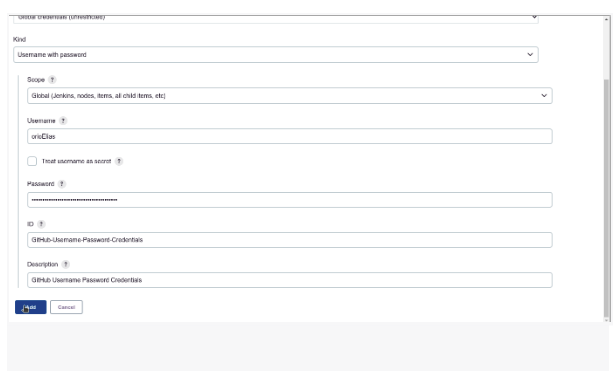 Global credentials (unrestricted)
Kind
Username with password
Scope ?
Global (Jenkins, nodes, items, all child items, etc)
Username ?
Treat username as secret ?
Password ?
••••••••••••••••••••••••••••••••••••••••
ID ?
GitHub-Username-Password-Credentials
Description ?
GitHub Username Password Credentials
Add
Cancel